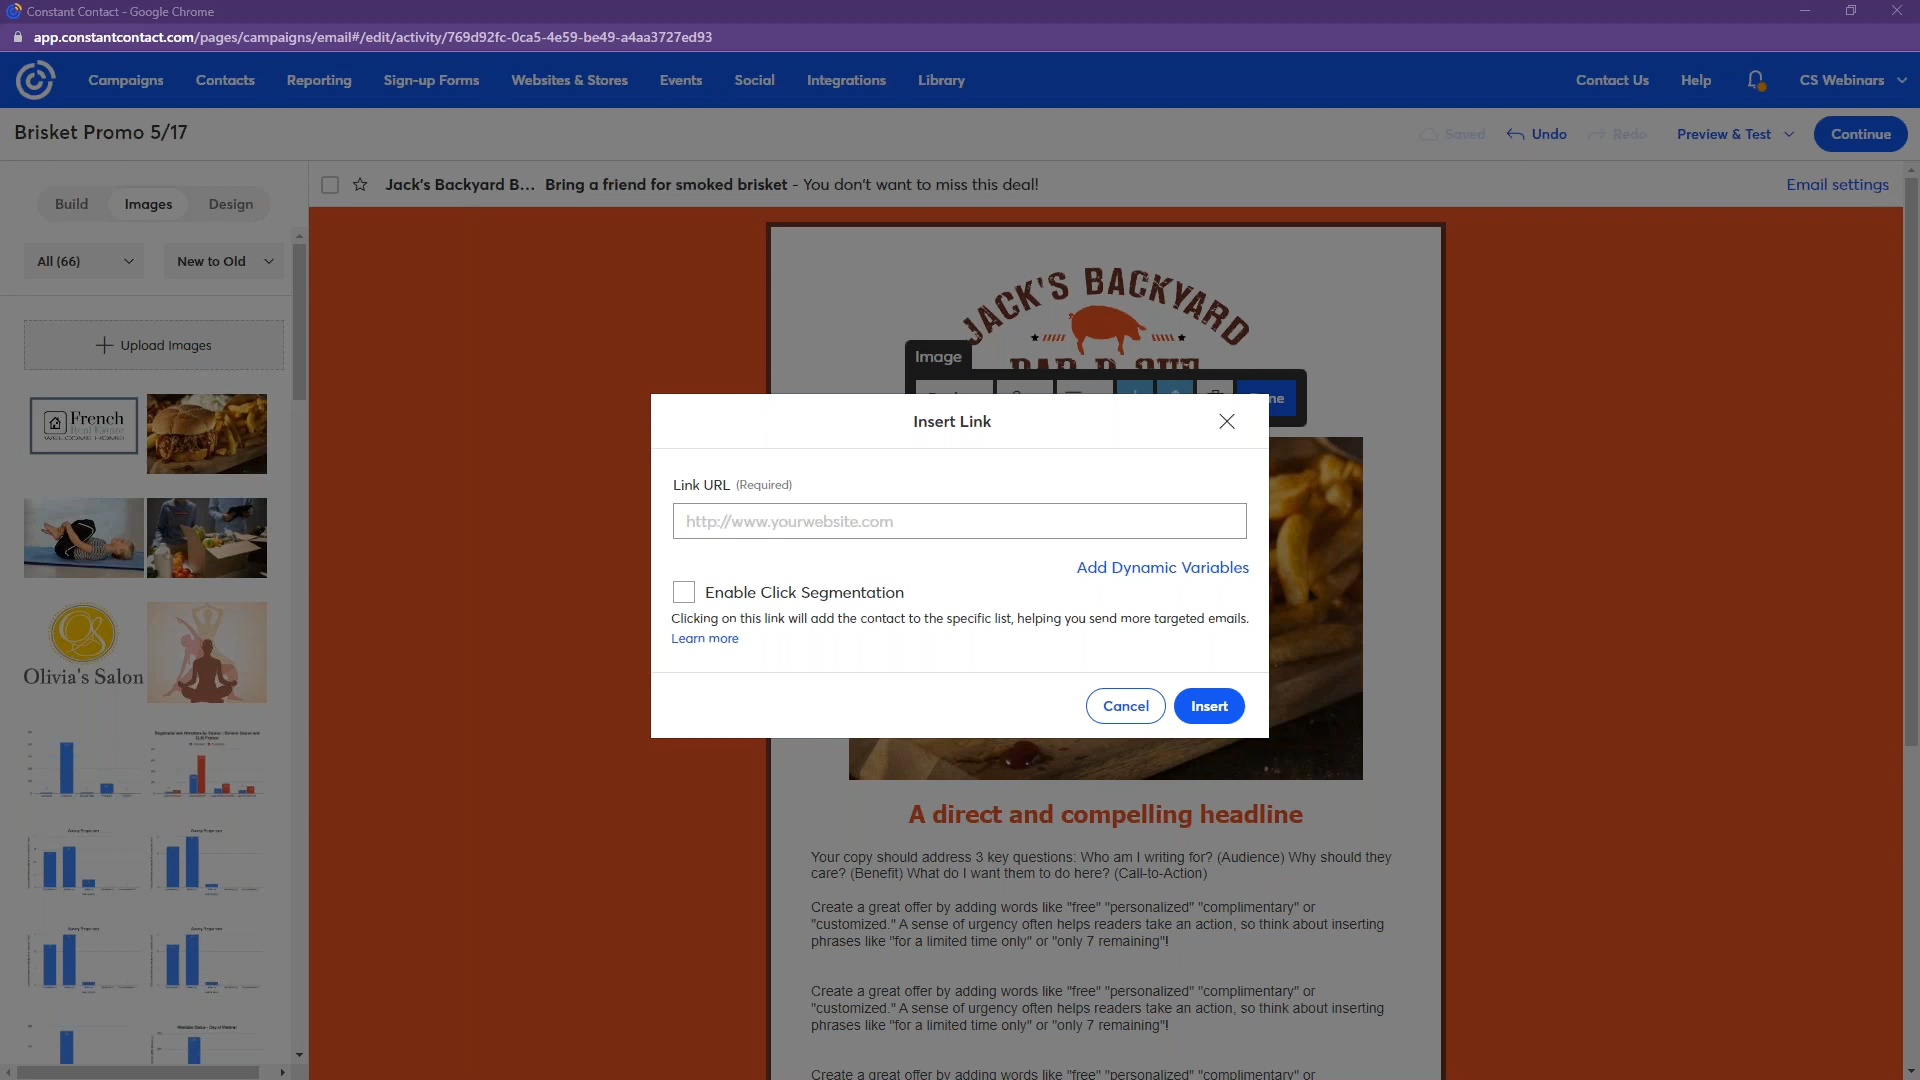 Constant Contact - Google Chrome
app.constantcontact.com/pages/campaigns/email#/edit/activity/769d92fc-0ca5-4e59-be49-a4aa3727ed93
Campaigns Contacts Reporting Sign-up Forms Websites & Stores Events Social Integrations Library Contact Us Help CS Webinars
Brisket Promo 5/17 Saved Undo Redo Preview & Test Continue
Build Images Design
Jack's Backyard B... Bring a friend for smoked brisket - You don't want to miss this deal! Email settings
All (66) New to Old
Upload Images
JACK'S BACKYARD
Image
French
WELCOME HOME!
Olivia's Salon
Insert Link
Link URL (Required)
http://www.yourwebsite.com
Add Dynamic Variables
Enable Click Segmentation
Clicking on this link will add the contact to the specific list, helping you send more targeted emails.
Learn more
Cancel Insert
A direct and compelling headline
Your copy should address 3 key questions: Who am I writing for? (Audience) Why should they
care? (Benefit) What do I want them to do here? (Call-to-Action)
Create a great offer by adding words like "free" "personalized" "complimentary" or
"customized." A sense of urgency often helps readers take an action, so think about inserting
phrases like "for a limited time only" or "only 7 remaining"!
Create a great offer by adding words like "free" "personalized" "complimentary" or
"customized." A sense of urgency often helps readers take an action, so think about inserting
phrases like "for a limited time only" or "only 7 remaining"!
Create a great offer by adding words like "free" "personalized" "complimentary" or